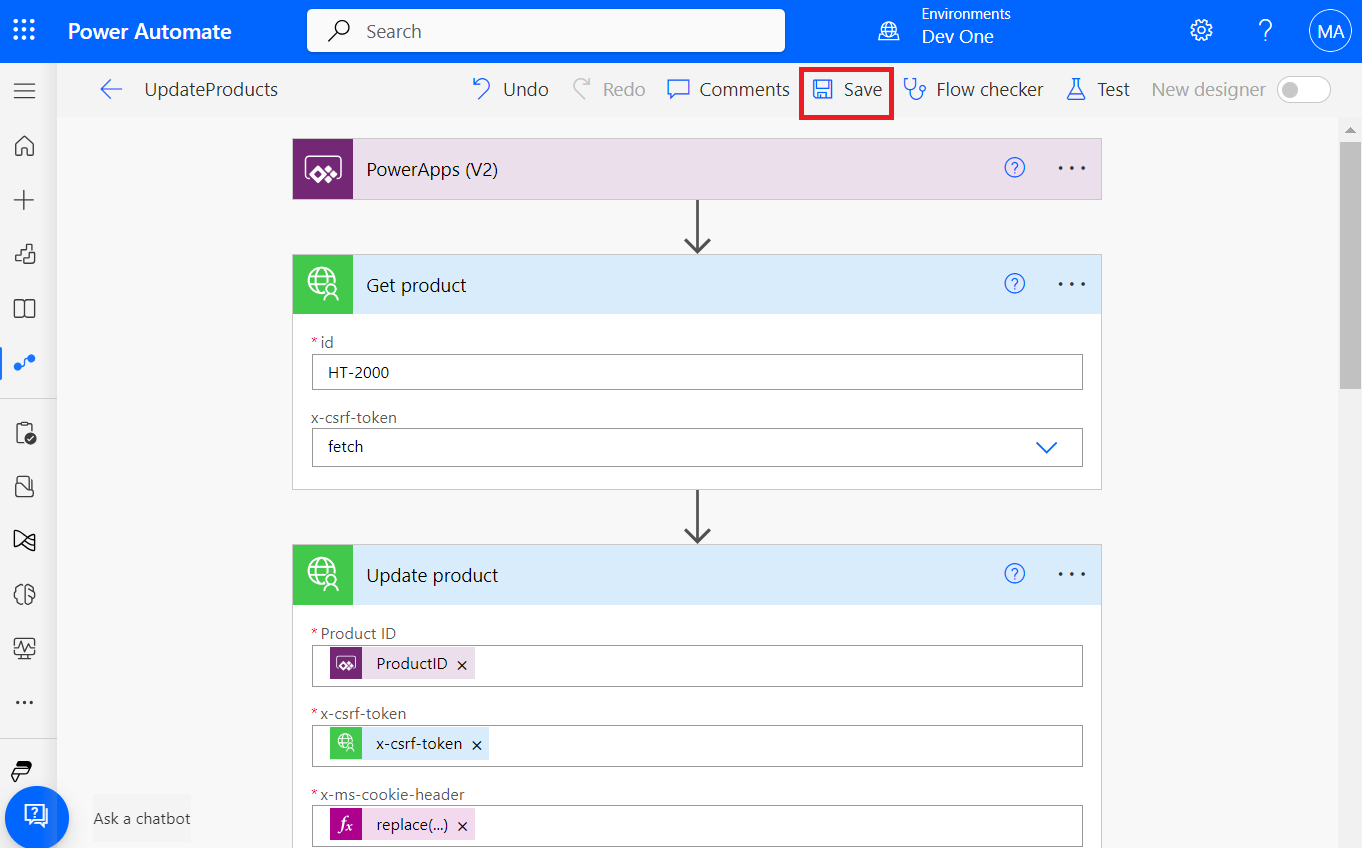 Power Automate
Search
Environments
Dev One
MA
UpdateProducts
Undo
Redo
Comments
Save
Flow checker
Test
New designer
PowerApps (V2)
Get product
* id
HT-2000
x-csrf-token
fetch
Update product
* Product ID
ProductID ×
* x-csrf-token
x-csrf-token ×
* x-ms-cookie-header
fx replace(...) ×
Ask a chatbot